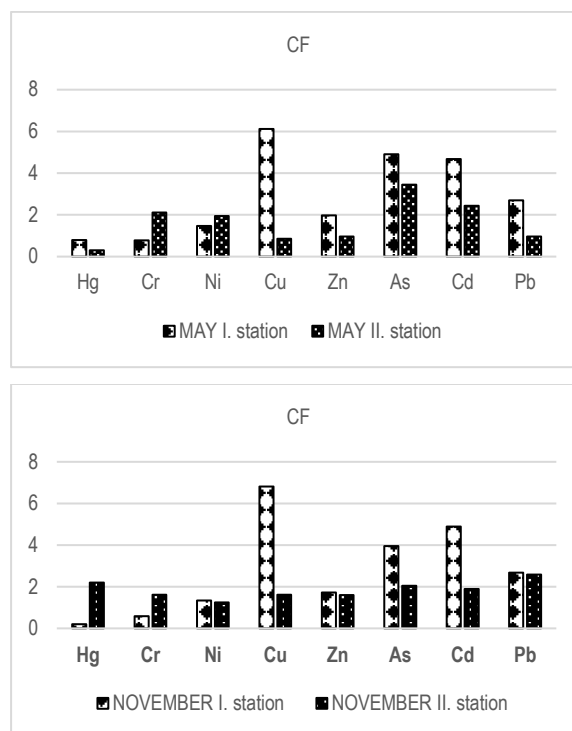 CF
8
6
4
2
0
Hg Cr Ni Cu Zn As Cd Pb
MAY I. station MAY II. station
CF
8
6
4
2
0
Hg Cr Ni Cu Zn As Cd Pb
NOVEMBER I. station NOVEMBER II. station